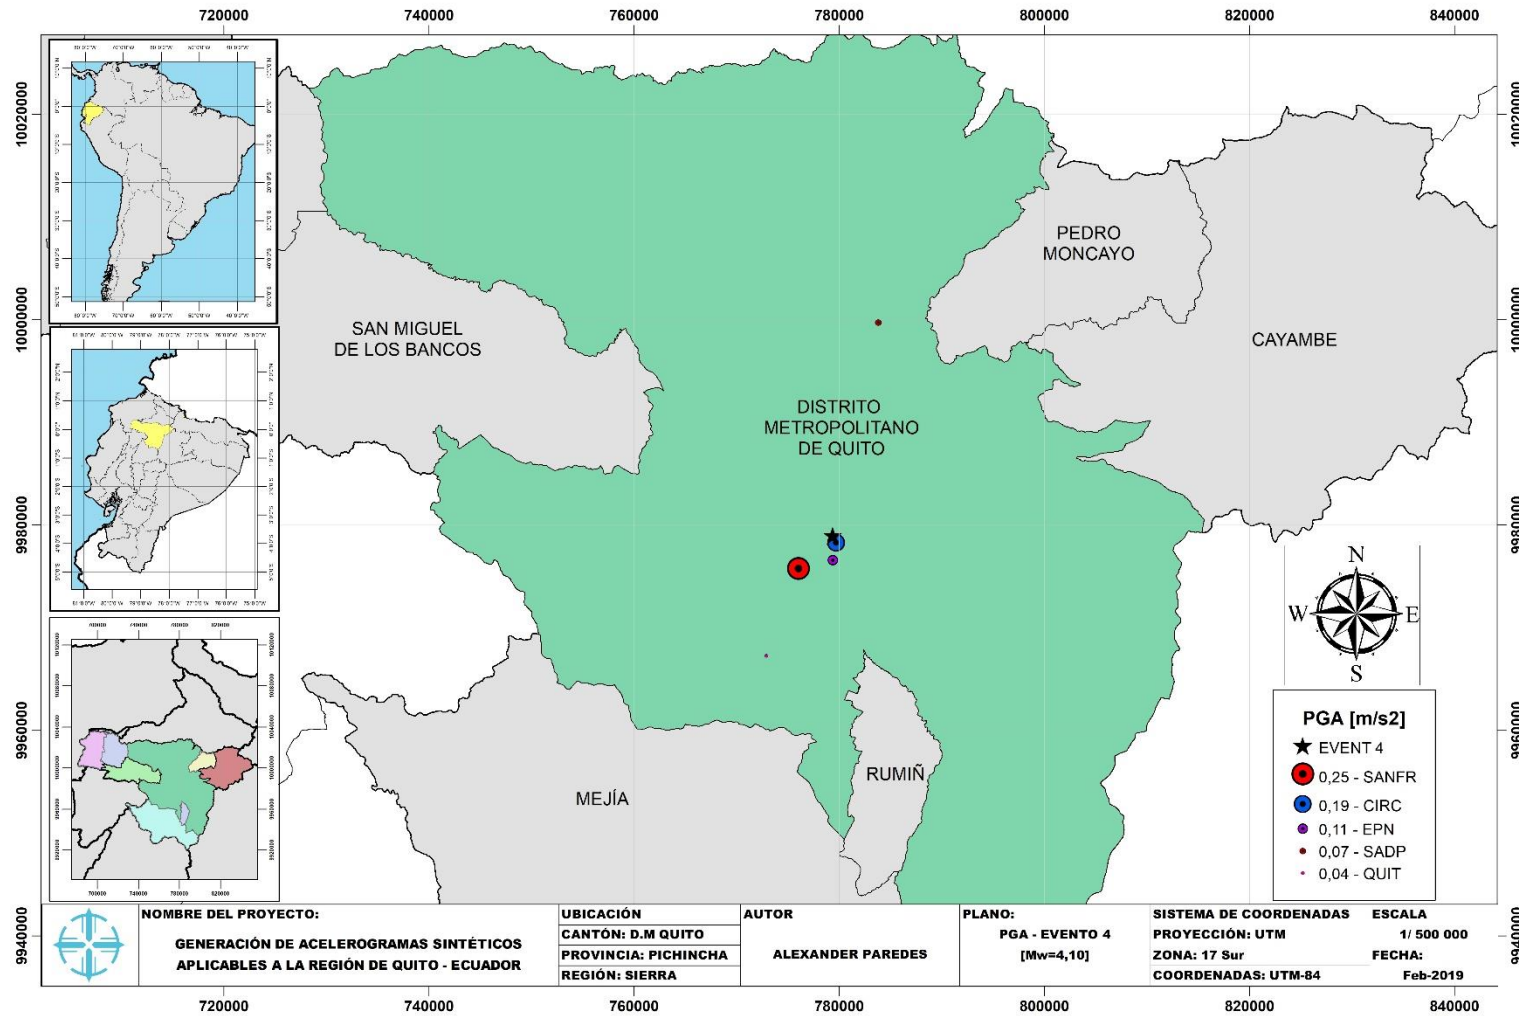 720000
740000
760000
780000
800000
820000
840000
10020000
10000000
9980000
9960000
9940000
10020000
10000000
9980000
9960000
9940000
PEDRO
MONCAYO
SAN MIGUEL
DE LOS BANCOS
CAYAMBE
DISTRITO
METROPOLITANO
DE QUITO
MEJÍA
RUMIÑ
N
W
E
S
PGA [m/s2]
EVENT 4
0,25 - SANFR
0,19 - CIRC
0,11 - EPN
0,07 - SADP
0,04 - QUIT
NOMBRE DEL PROYECTO:
GENERACIÓN DE ACELEROGRAMAS SINTÉTICOS
APLICABLES A LA REGIÓN DE QUITO - ECUADOR
UBICACIÓN
CANTÓN: D.M QUITO
PROVINCIA: PICHINCHA
REGIÓN: SIERRA
AUTOR
ALEXANDER PAREDES
PLANO:
PGA - EVENTO 4
[Mw=4,10]
SISTEMA DE COORDENADAS
PROYECCIÓN: UTM
ZONA: 17 Sur
COORDENADAS: UTM-84
ESCALA
1/ 500 000
FECHA:
Feb-2019
720000
740000
760000
780000
800000
820000
840000